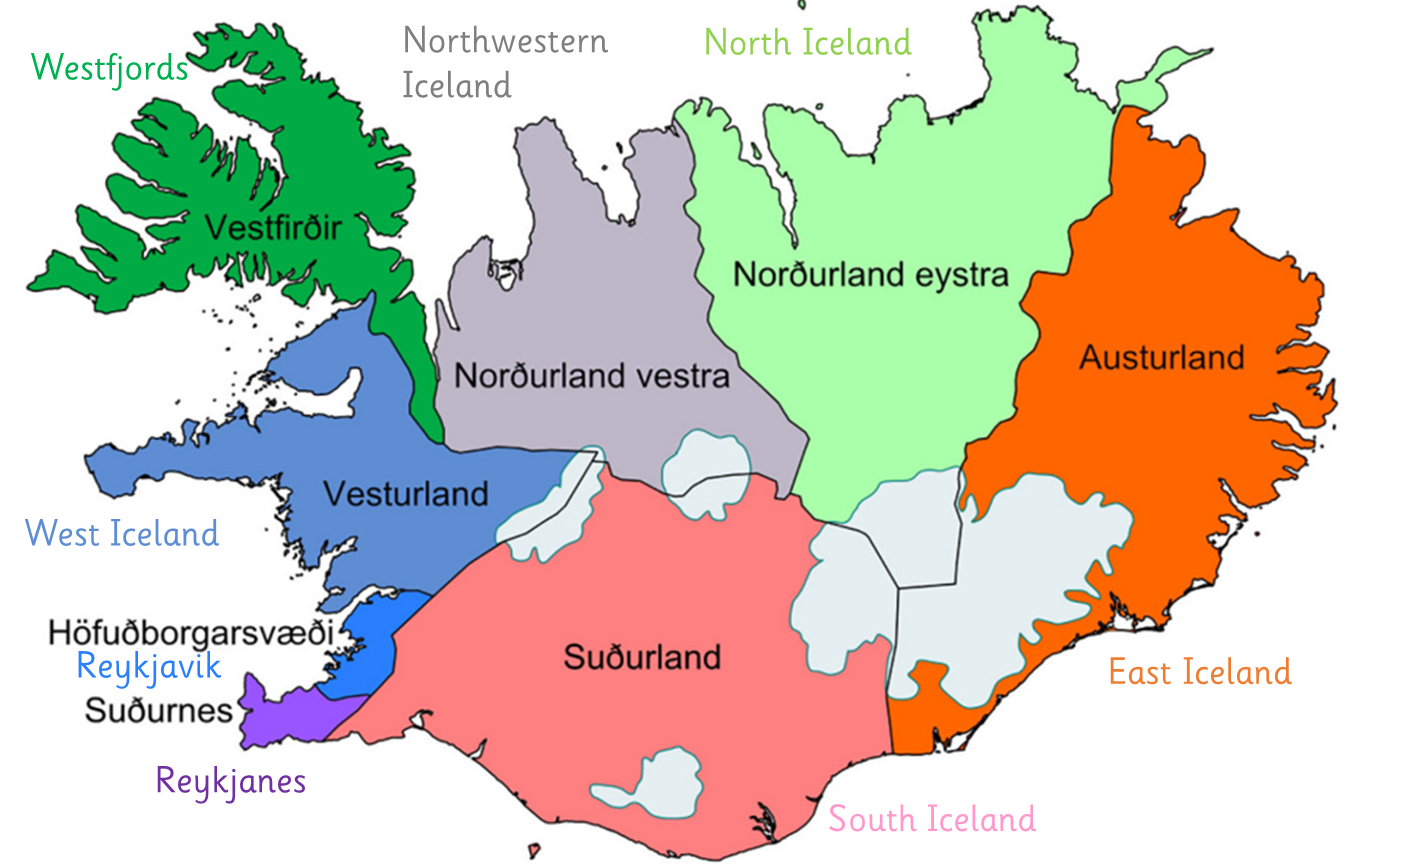 Westfjords
Northwestern
Iceland
North Iceland
Vestfirðir
Norðurland eystra
Norðurland vestra
Austurland
Vesturland
West Iceland
Höfuðborgarsvæði
Reykjavik
Suðurland
East Iceland
Suðurnes
Reykjanes
South Iceland